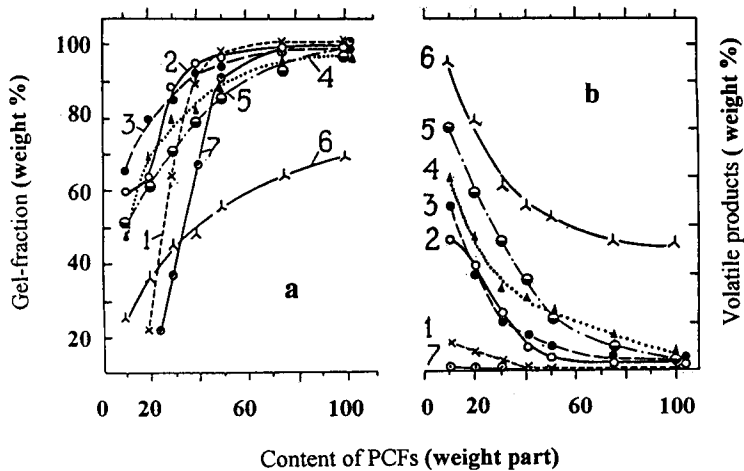 100
80
60
40
20
2
3
4
5
6
7
1
a
0 20 60 100
Gel-fraction (weight %)
6
5
4
3
2
1
7
b
0 20 60 100
Volatile products ( weight %)
Content of PCFs (weight part)